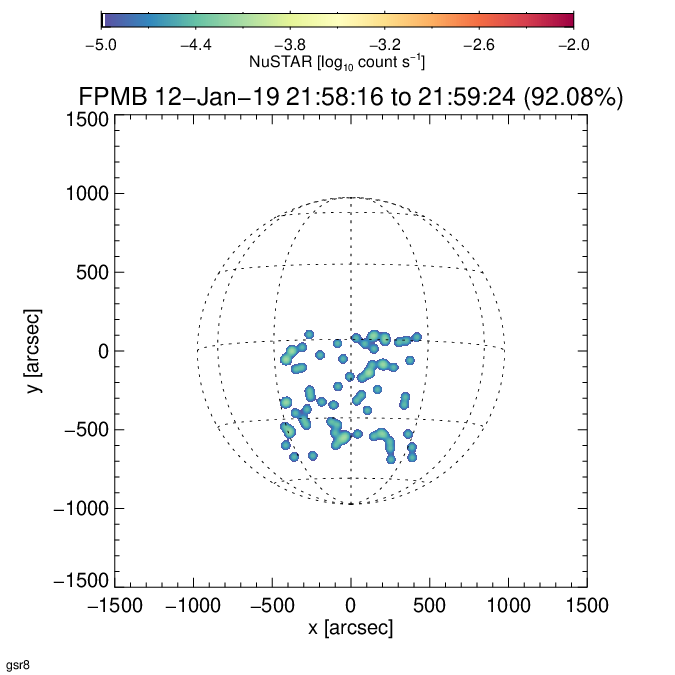 −5.0 −4.4 −3.8 −3.2 −2.6 −2.0
NuSTAR [log10 count s−1]
FPMB 12−Jan−19 21:58:16 to 21:59:24 (92.08%)
1500
1000
500
0
−500
−1000
−1500
y [arcsec]
−1500 −1000 −500 0 500 1000 1500
x [arcsec]
gsr8